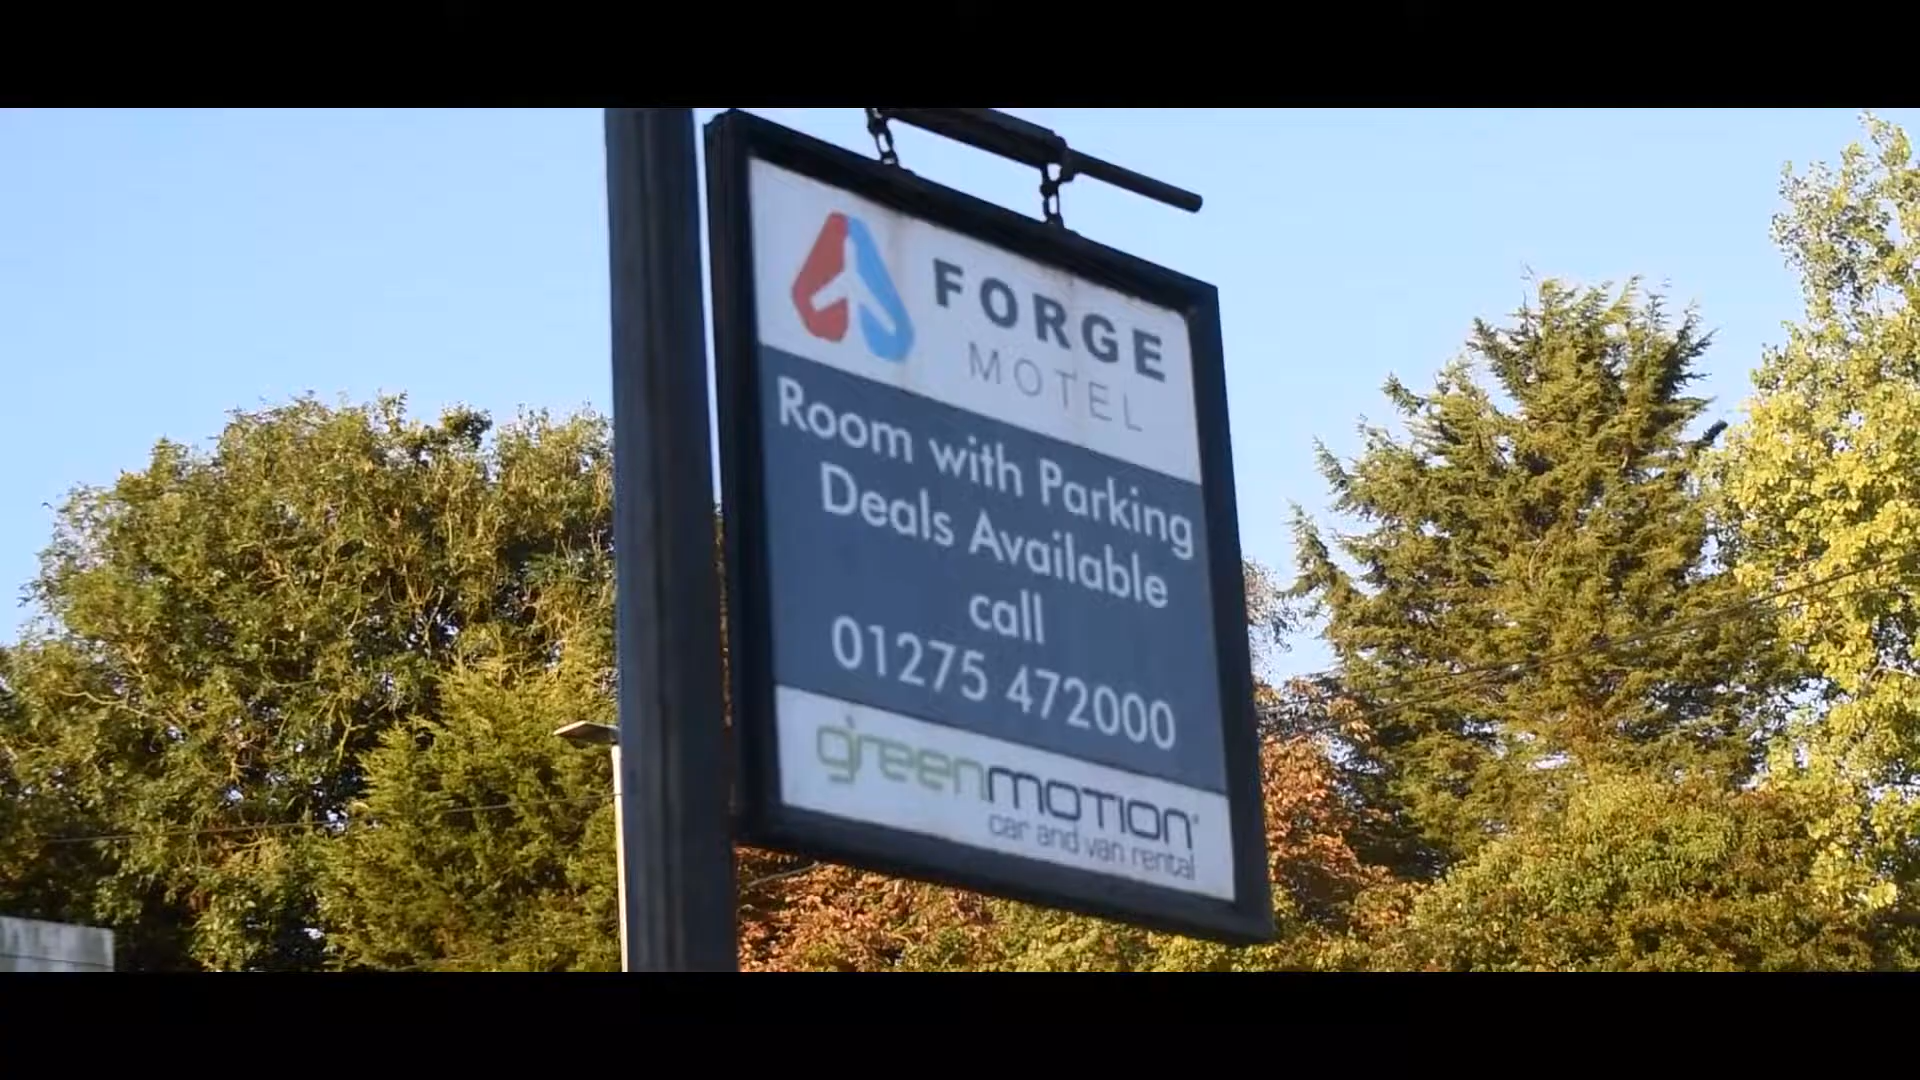 FORGE
MOTEL
Room with Parking
Deals Available
call
01275 472000
greenmotion
car and van rental